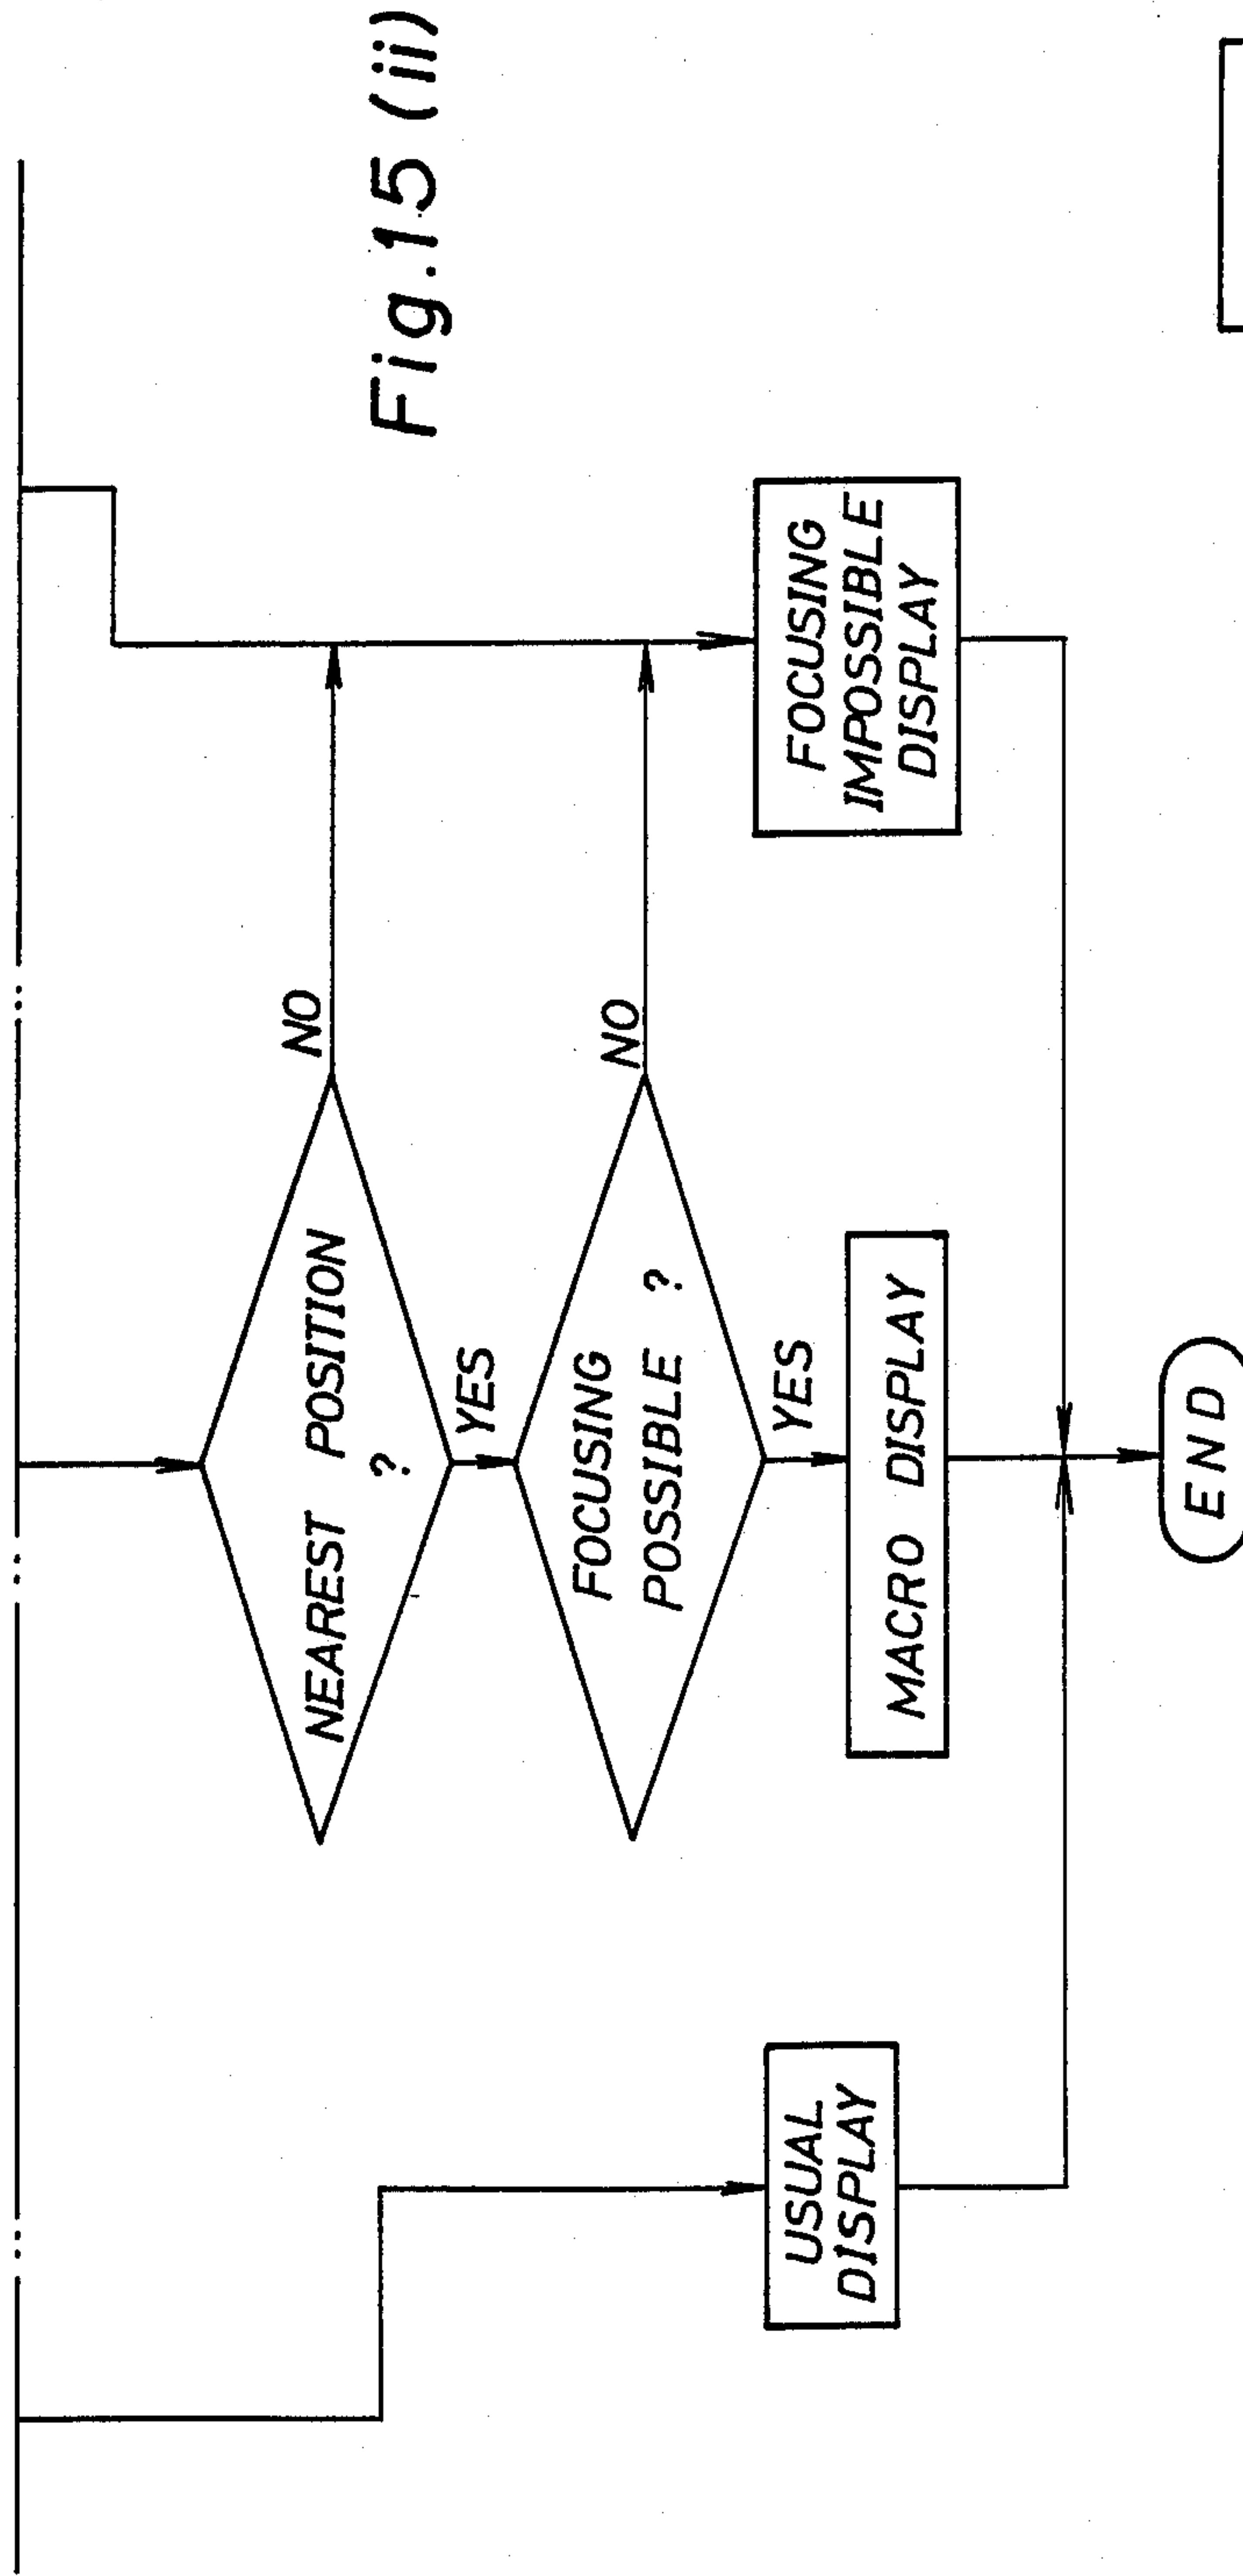 Fig.15 (ii)
NEAREST POSITION
?
NO
YES
FOCUSING
POSSIBLE ?
NO
YES
USUAL
DISPLAY
MACRO DISPLAY
FOCUSING
IMPOSSIBLE
DISPLAY
END